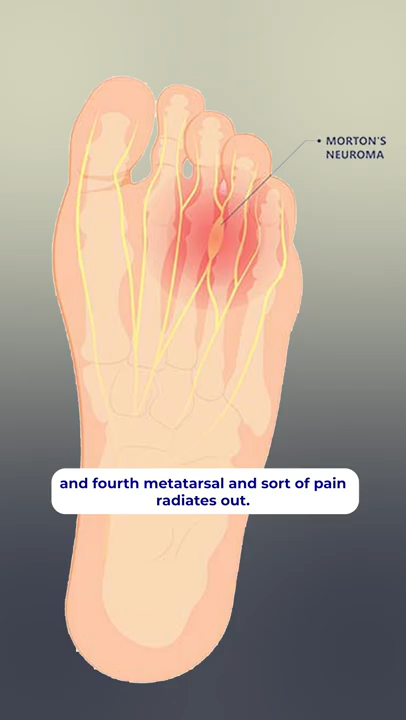 MORTON'S
NEUROMA
and fourth metatarsal and sort of pain
radiates out.